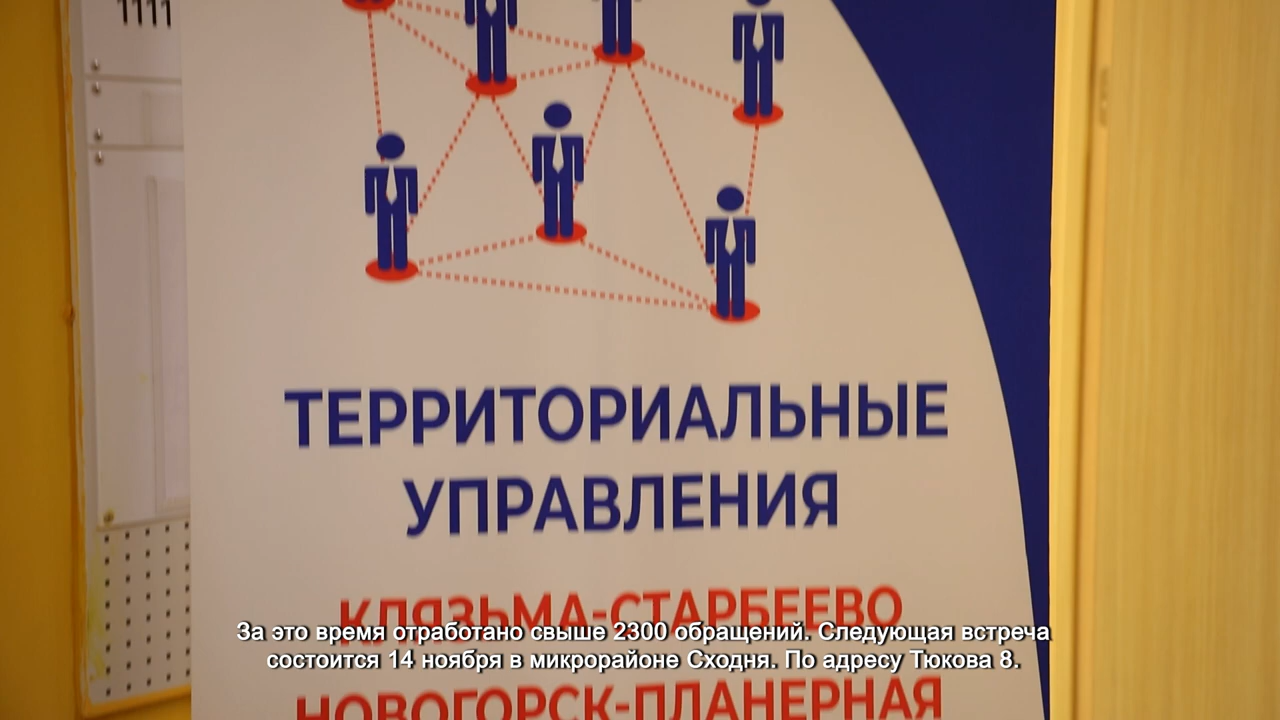 1111
ТЕРРИТОРИАЛЬНЫЕ
УПРАВЛЕНИЯ
КЛЯЗЬМА-СТАРБЕЕВО
За это время отработано свыше 2300 обращений. Следующая встреча
состоится 14 ноября в микрорайоне Сходня. По адресу Тюкова 8.
НОВОГОРСК-ПЛАНЕРНАЯ